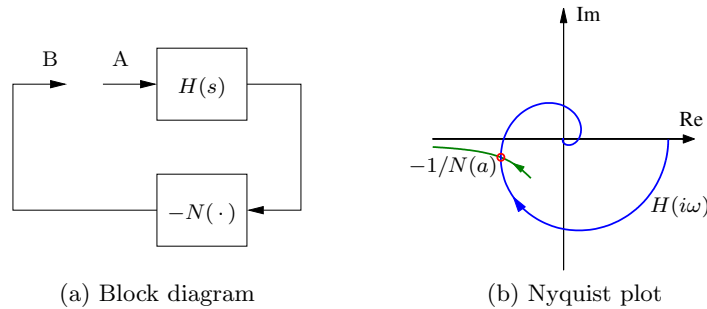 B
A
H(s)
−N( · )
(a) Block diagram
Im
Re
−1/N(a)
H(iω)
(b) Nyquist plot